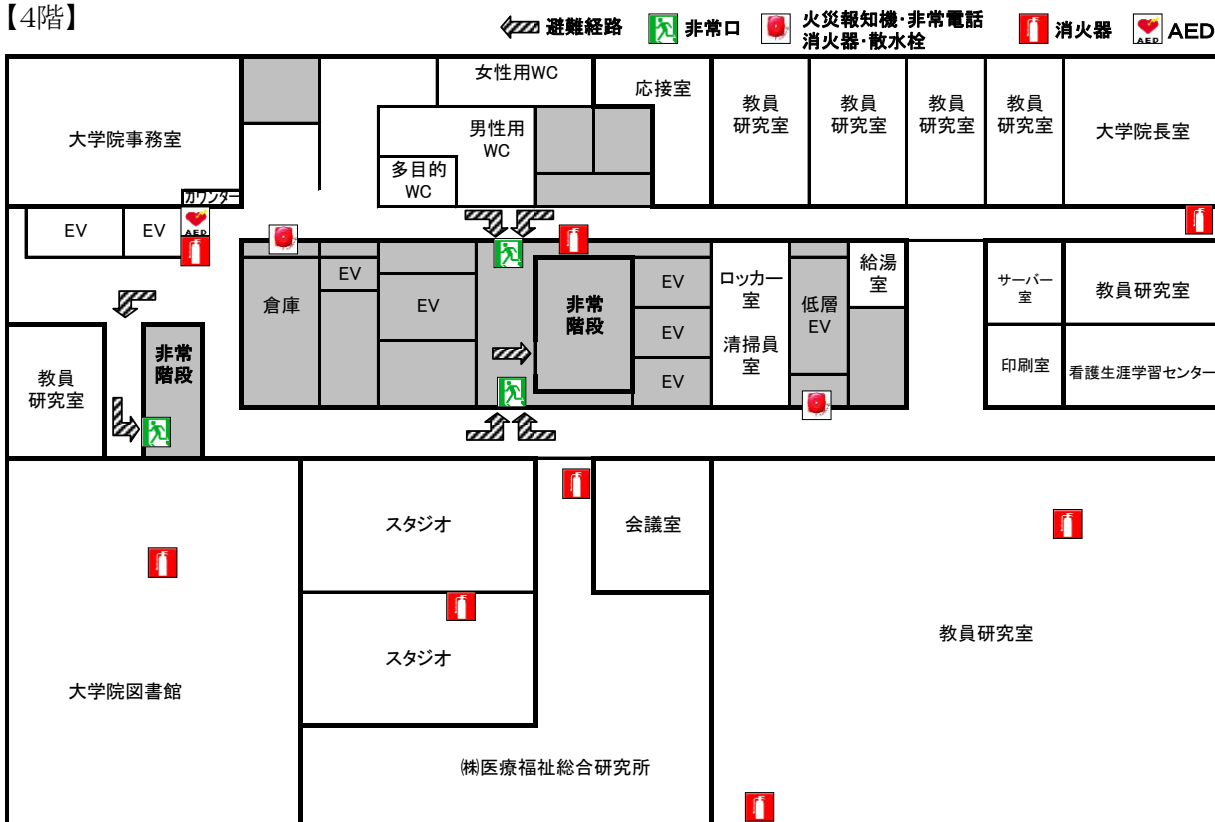 【4階】
避難経路
非常口
火災報知機・非常電話
消火器・散水栓
消火器
AED
AED
大学院事務室
女性用WC
応接室
男性用
WC
多目的
WC
教員
研究室
教員
研究室
教員
研究室
教員
研究室
大学院長室
カウンター
EV
EV
AED
倉庫
EV
EV
非常
階段
EV
EV
EV
ロッカー
室
清掃員
室
低層
EV
給湯
室
サーバー
室
教員研究室
印刷室
看護生涯学習センター
教員
研究室
非常
階段
スタジオ
会議室
スタジオ
教員研究室
大学院図書館
㈱医療福祉総合研究所